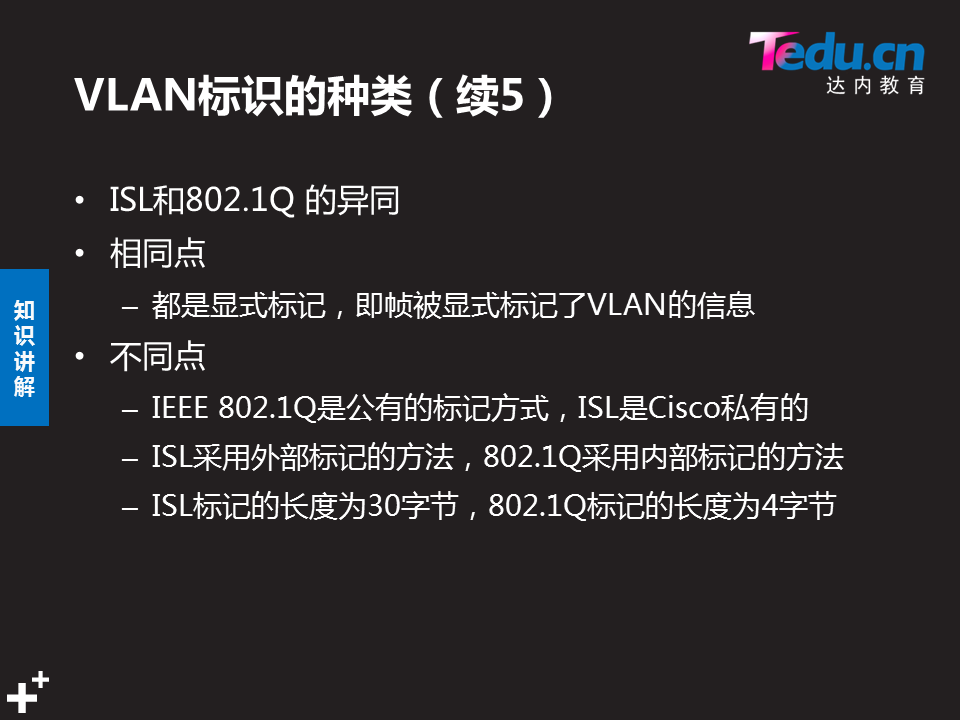 Tedu.cn
达内教育
VLAN标识的种类（续5）
• ISL和802.1Q 的异同
• 相同点
– 都是显式标记，即帧被显式标记了VLAN的信息
• 不同点
– IEEE 802.1Q是公有的标记方式，ISL是Cisco私有的
– ISL采用外部标记的方法，802.1Q采用内部标记的方法
– ISL标记的长度为30字节，802.1Q标记的长度为4字节
知
识
讲
解